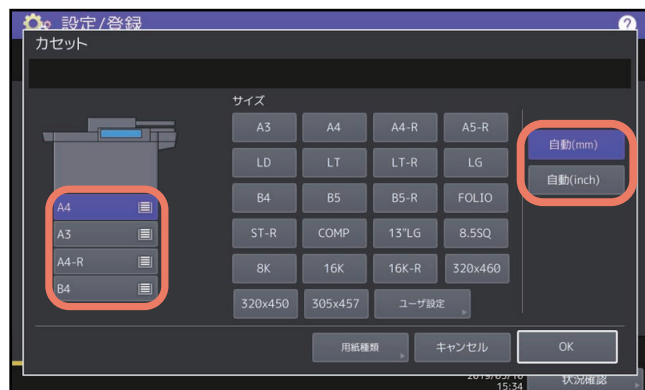 設定/登録
?
カセット
サイズ
A3 A4 A4-R A5-R
LD LT LT-R LG
B4 B5 B5-R FOLIO
ST-R COMP 13"LG 8.5SQ
8K 16K 16K-R 320x460
320x450 305x457 ユーザ設定
自動(mm)
自動(inch)
A4
A3
A4-R
B4
用紙種類 キャンセル OK
15:34 状況確認